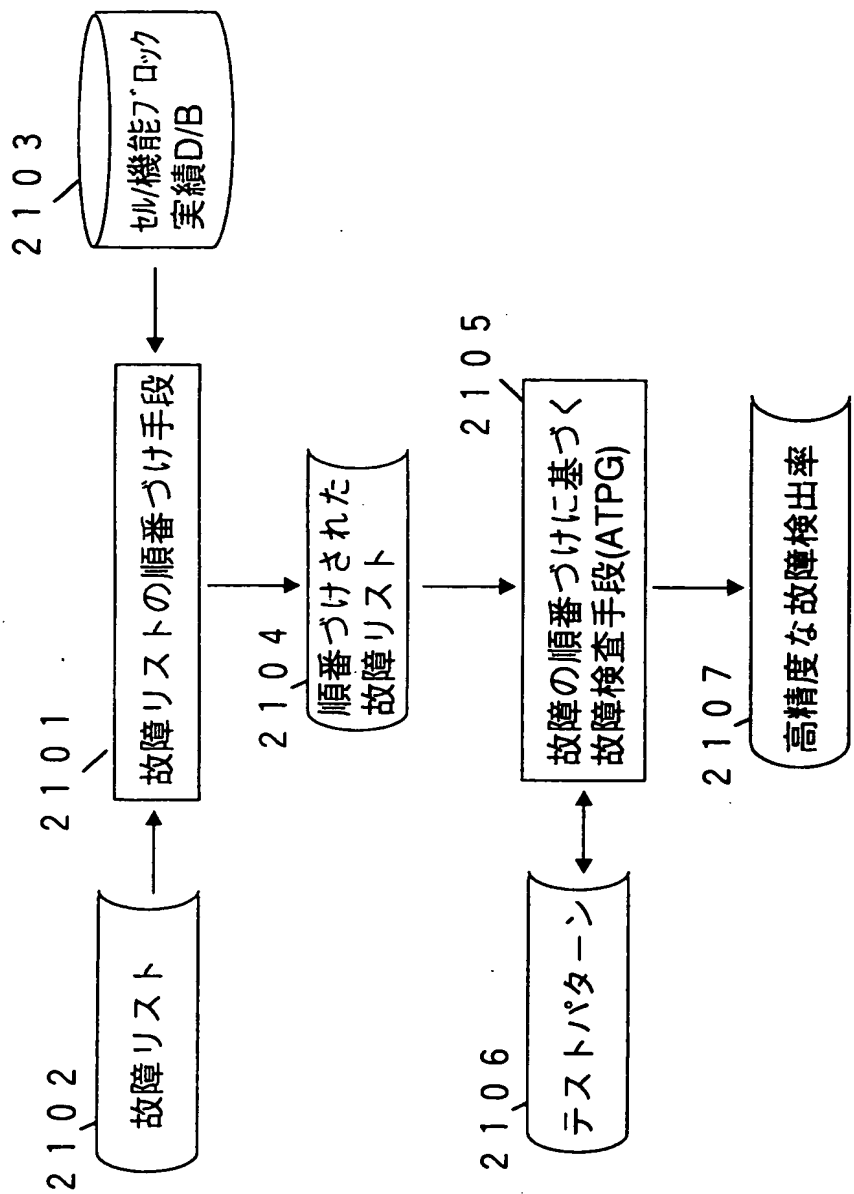 2102
故障リスト
2101
故障リストの順番づけ手段
2103
ｾﾙ/機能ﾌﾞﾛｯｸ
実績D/B
2104
順番づけされた
故障リスト
2106
テストパターン
2105
故障の順番づけに基づく
故障検査手段(ATPG)
2107
高精度な故障検出率